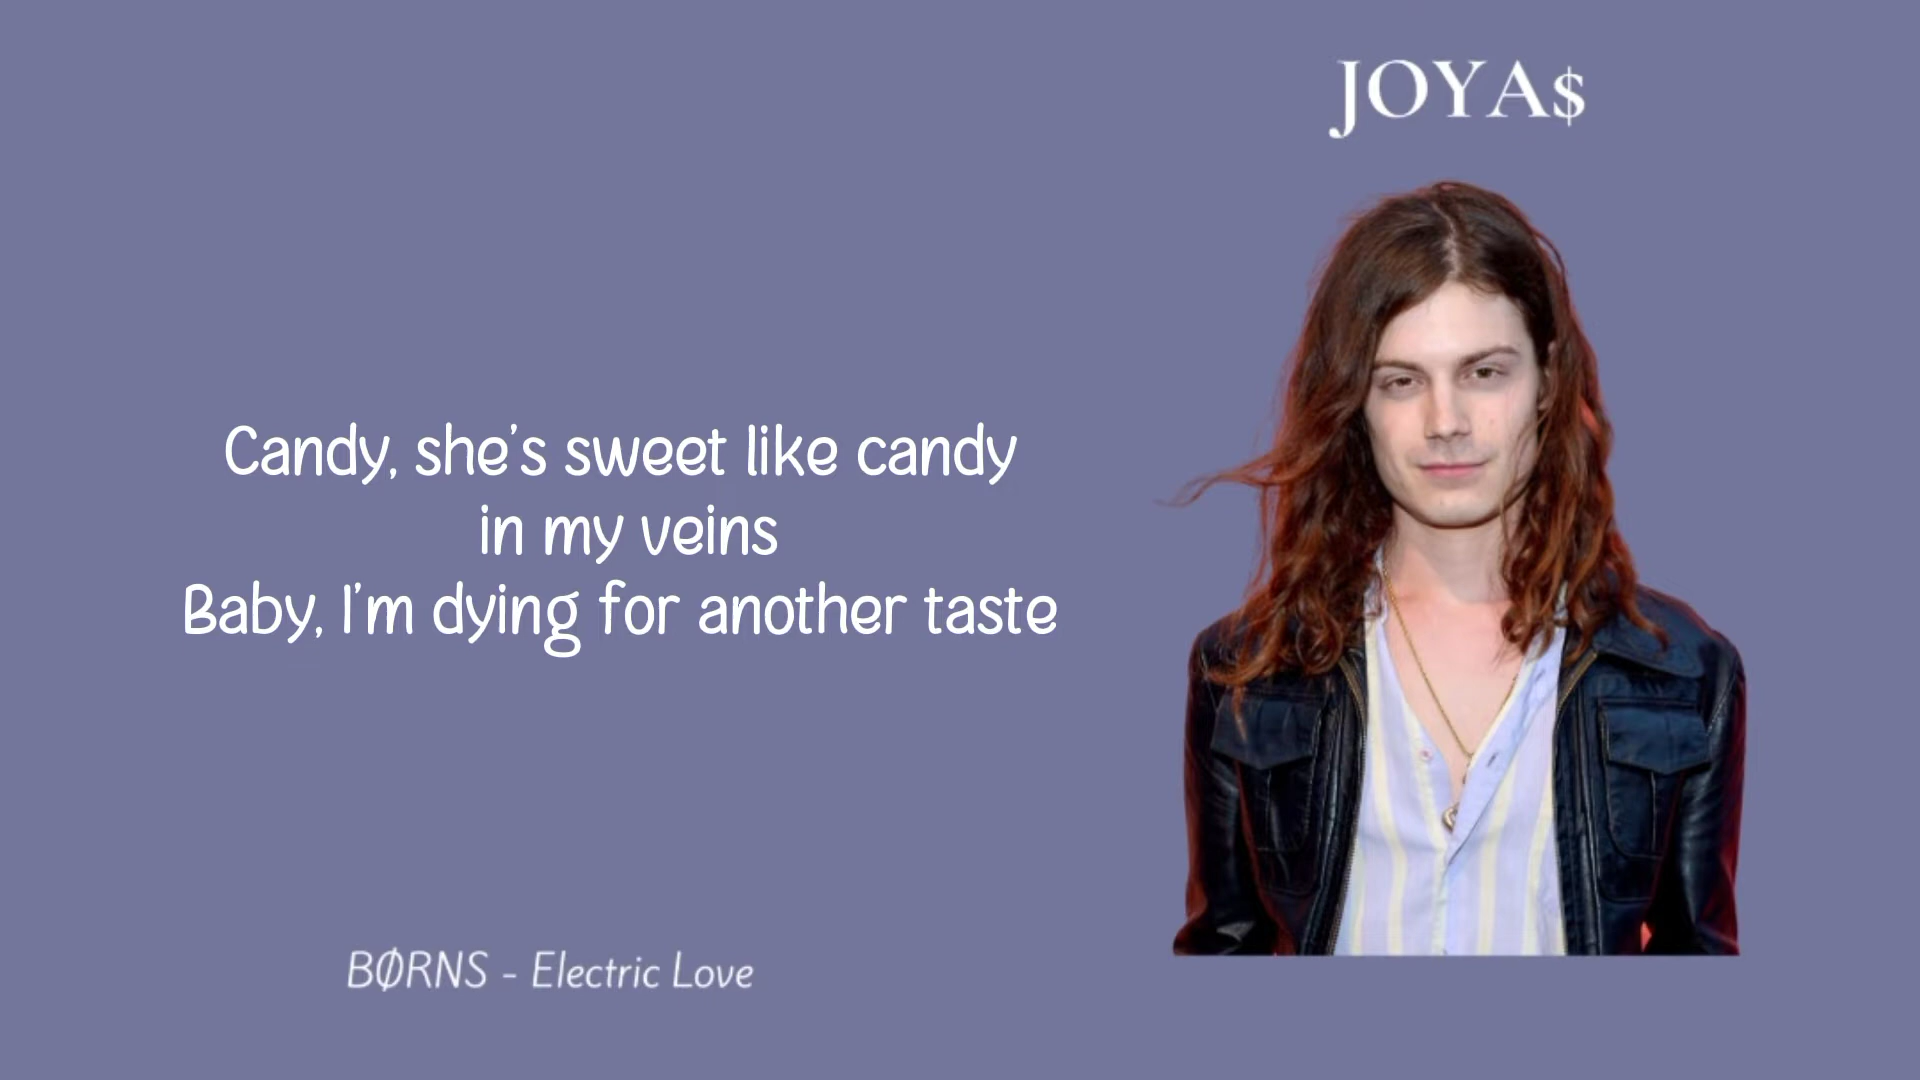 JOYA$
Candy, she's sweet like candy
in my veins
Baby, I'm dying for another taste
BØRNS - Electric Love